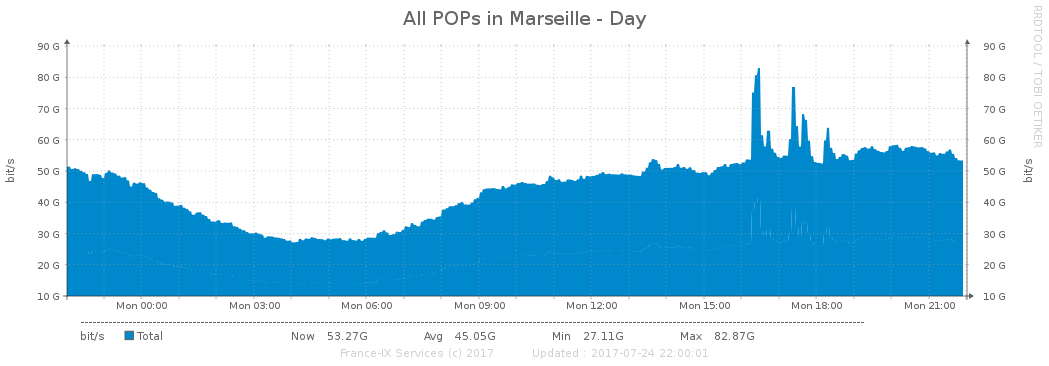 All POPs in Marseille - Day
RRDTOOL / TOBI OETIKER
bit/s
90 G 90 G
80 G 80 G
70 G 70 G
60 G 60 G
50 G 50 G
40 G 40 G
30 G 30 G
20 G 20 G
10 G 10 G
bit/s
Mon 00:00 Mon 03:00 Mon 06:00 Mon 09:00 Mon 12:00 Mon 15:00 Mon 18:00 Mon 21:00
bit/s Total Now 53.27G Avg 45.05G Min 27.11G Max 82.87G
France-IX Services (c) 2017 Updated : 2017-07-24 22:00:01